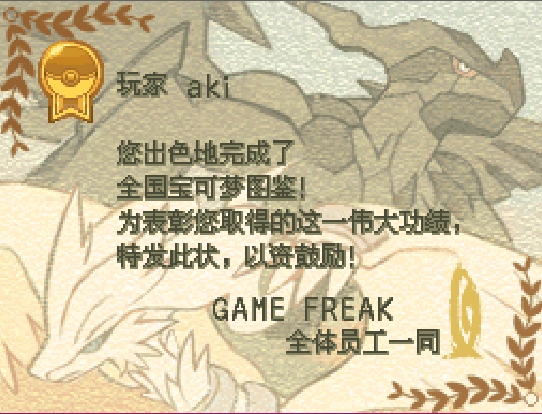 玩家 aki
您出色地完成了
全国宝可梦图鉴!
为表彰您取得的这一伟大功绩,
特发此状，以资鼓励!
GAME FREAK
全体员工一同